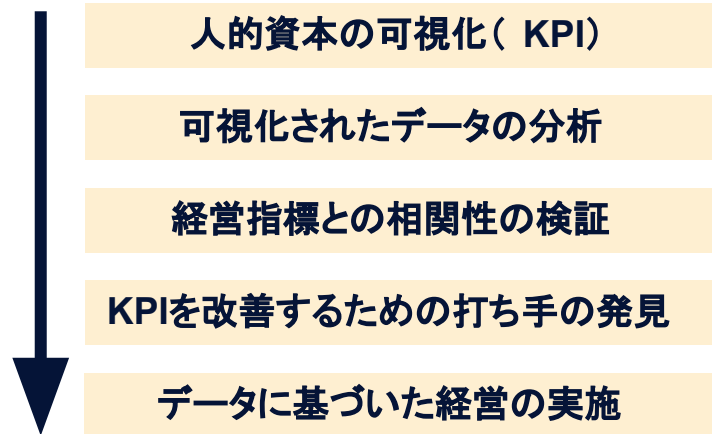 人的資本の可視化( KPI)
可視化されたデータの分析
経営指標との相関性の検証
KPIを改善するための打ち手の発見
データに基づいた経営の実施